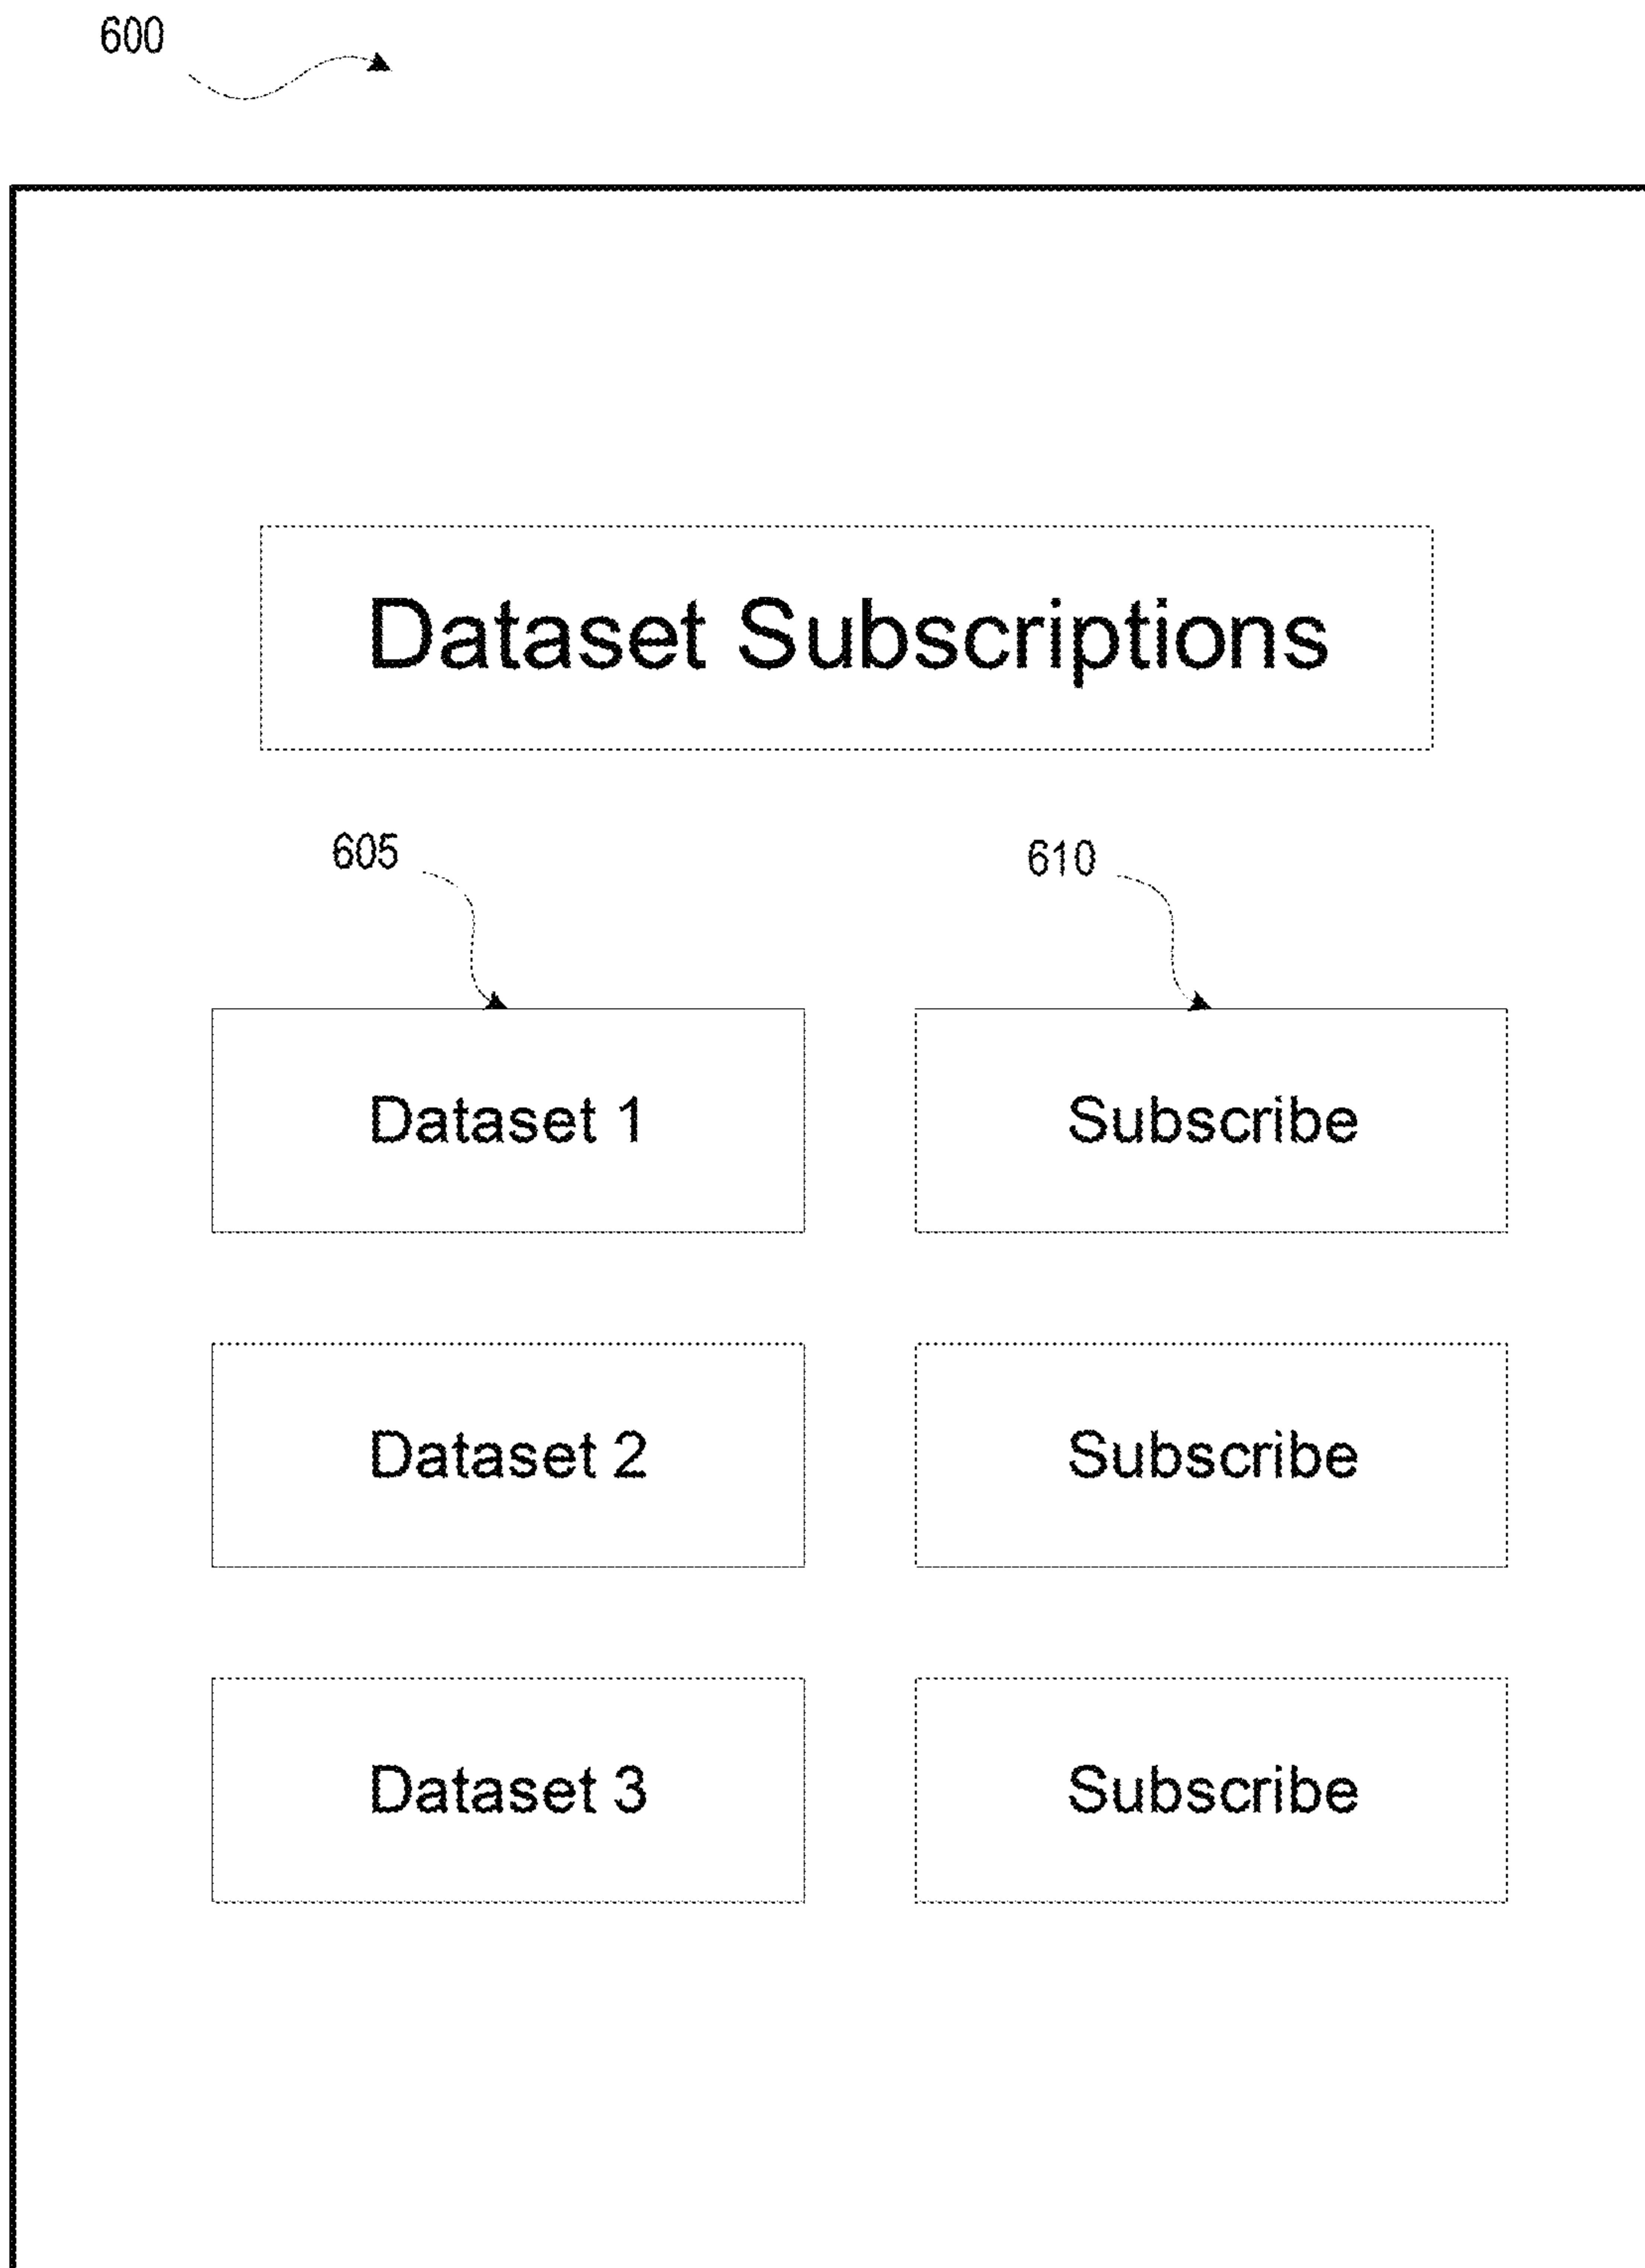 600
Dataset Subscriptions
605 610
Dataset 1 Subscribe
Dataset 2 Subscribe
Dataset 3 Subscribe